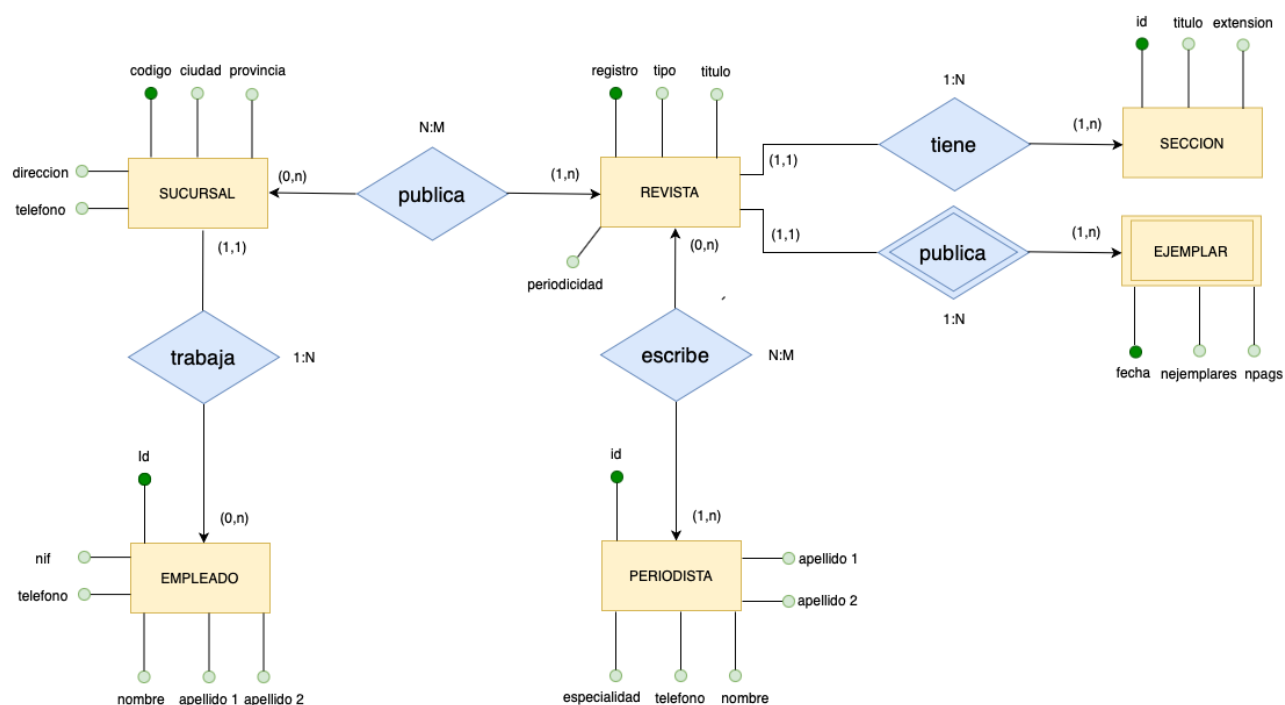 id titulo extension
codigo ciudad provincia
registro tipo titulo
1:N
N:M
(1,n)
tiene
SECCION
(1,1)
direccion
(0,n)
(1,n)
SUCURSAL
publica
REVISTA
telefono
(1,1)
(0,n)
(1,1)
(1,n)
publica
EJEMPLAR
periodicidad
1:N
trabaja
1:N
escribe
N:M
fecha nejemplares npags
Id
id
(0,n)
(1,n)
nif
EMPLEADO
telefono
PERIODISTA
apellido 1
apellido 2
nombre apellido 1 apellido 2
especialidad telefono nombre